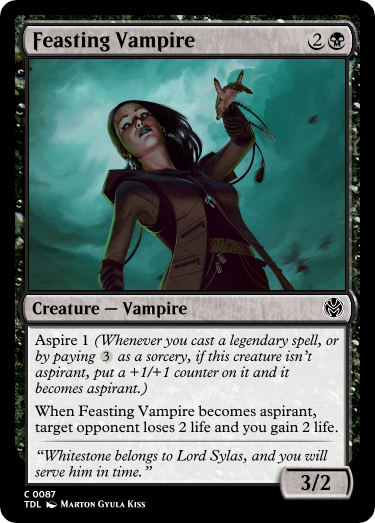 Feasting Vampire 2
Creature — Vampire
Aspire 1 (Whenever you cast a legendary spell, or
by paying 3 as a sorcery, if this creature isn't
aspirant, put a +1/+1 counter on it and it
becomes aspirant.)
When Feasting Vampire becomes aspirant,
target opponent loses 2 life and you gain 2 life.
“Whitestone belongs to Lord Sylas, and you will
serve him in time.”
3/2
C 0087
TDL Marton Gyula Kiss